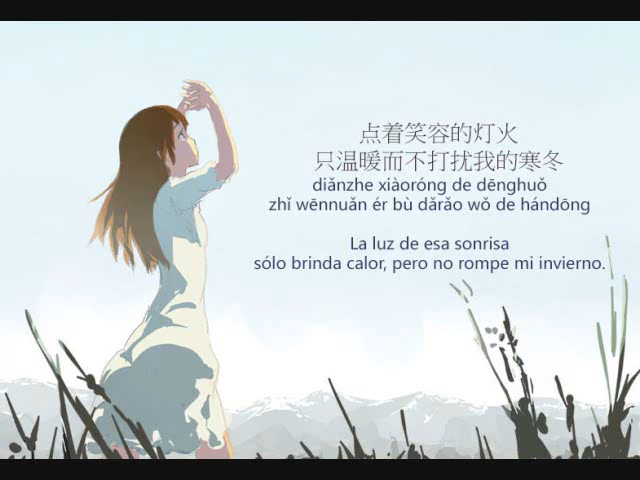 点着笑容的灯火
只温暖而不打扰我的寒冬
diǎnzhe xiàoróng de dēnghuǒ
zhǐ wēnnuǎn ér bù dǎrǎo wǒ de hándōng
La luz de esa sonrisa
sólo brinda calor, pero no rompe mi invierno.